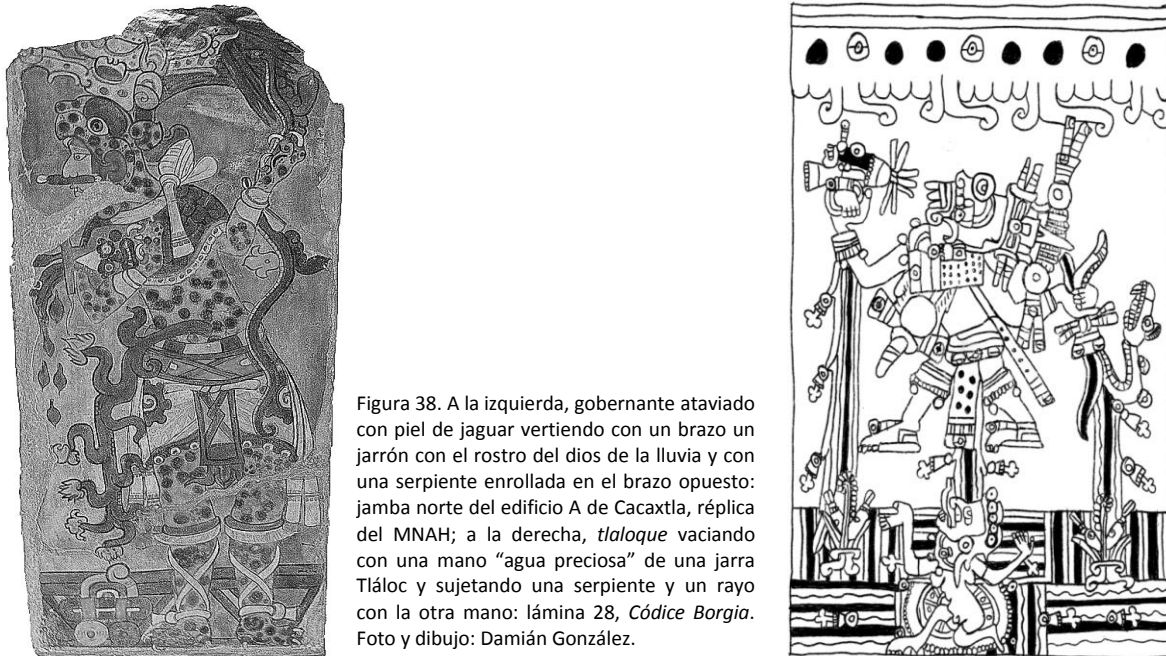 Figura 38. A la izquierda, gobernante ataviado
con piel de jaguar vertiendo con un brazo un
jarrón con el rostro del dios de la lluvia y con
una serpiente enrollada en el brazo opuesto:
jamba norte del edificio A de Cacaxtla, réplica
del MNAH; a la derecha, tlaloque vaciando
con una mano “agua preciosa” de una jarra
Tláloc y sujetando una serpiente y un rayo
con la otra mano: lámina 28, Códice Borgia.
Foto y dibujo: Damián González.